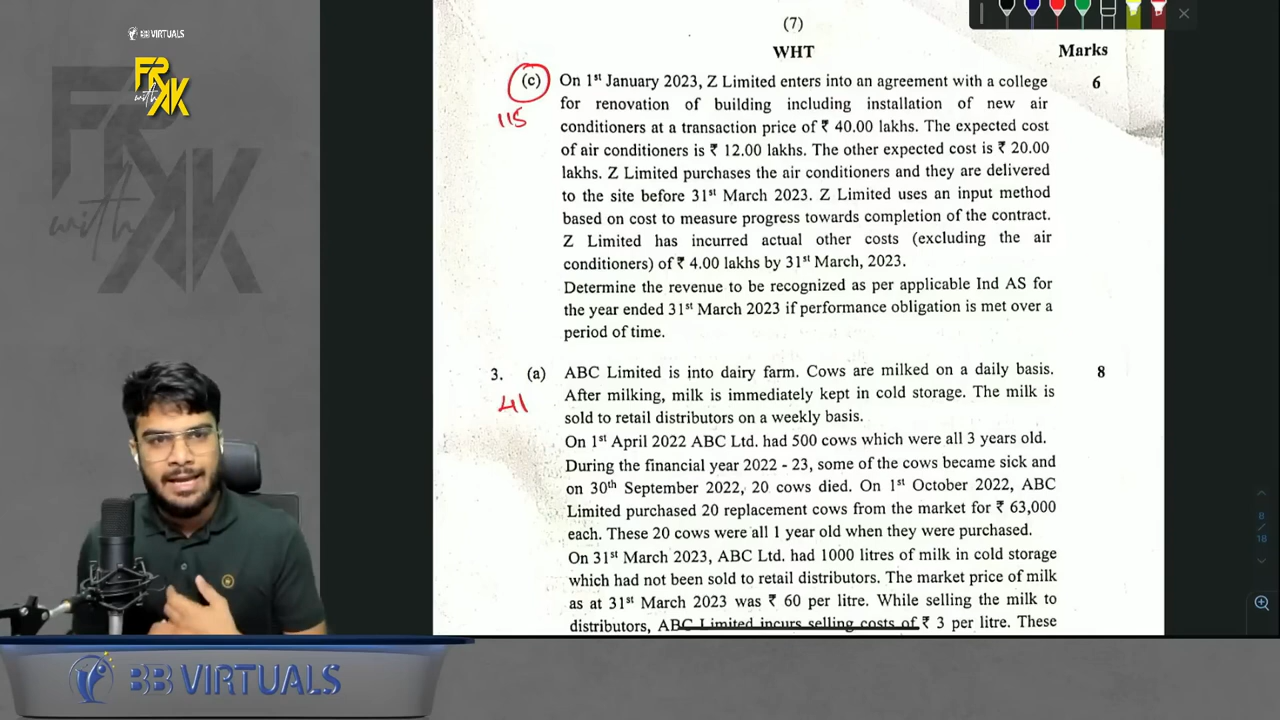 BB VIRTUALS
FR
with
AK
FR
with
AK
(7)
WHT
Marks
(c) On 1st January 2023, Z Limited enters into an agreement with a college 6
115
for renovation of building including installation of new air
conditioners at a transaction price of ₹ 40.00 lakhs. The expected cost
of air conditioners is ₹ 12.00 lakhs. The other expected cost is ₹ 20.00
lakhs. Z Limited purchases the air conditioners and they are delivered
to the site before 31st March 2023. Z Limited uses an input method
based on cost to measure progress towards completion of the contract.
Z Limited has incurred actual other costs (excluding the air
conditioners) of ₹ 4.00 lakhs by 31st March, 2023.
Determine the revenue to be recognized as per applicable Ind AS for
the year ended 31st March 2023 if performance obligation is met over a
period of time.
3. (a) ABC Limited is into dairy farm. Cows are milked on a daily basis. 8
41
After milking, milk is immediately kept in cold storage. The milk is
sold to retail distributors on a weekly basis.
On 1st April 2022 ABC Ltd. had 500 cows which were all 3 years old.
During the financial year 2022 - 23, some of the cows became sick and
on 30th September 2022, 20 cows died. On 1st October 2022, ABC
Limited purchased 20 replacement cows from the market for ₹ 63,000
each. These 20 cows were all 1 year old when they were purchased.
On 31st March 2023, ABC Ltd. had 1000 litres of milk in cold storage
which had not been sold to retail distributors. The market price of milk
as at 31st March 2023 was ₹ 60 per litre. While selling the milk to
distributors, ABC Limited incurs selling costs of ₹ 3 per litre. These
8
/
18
BB VIRTUALS